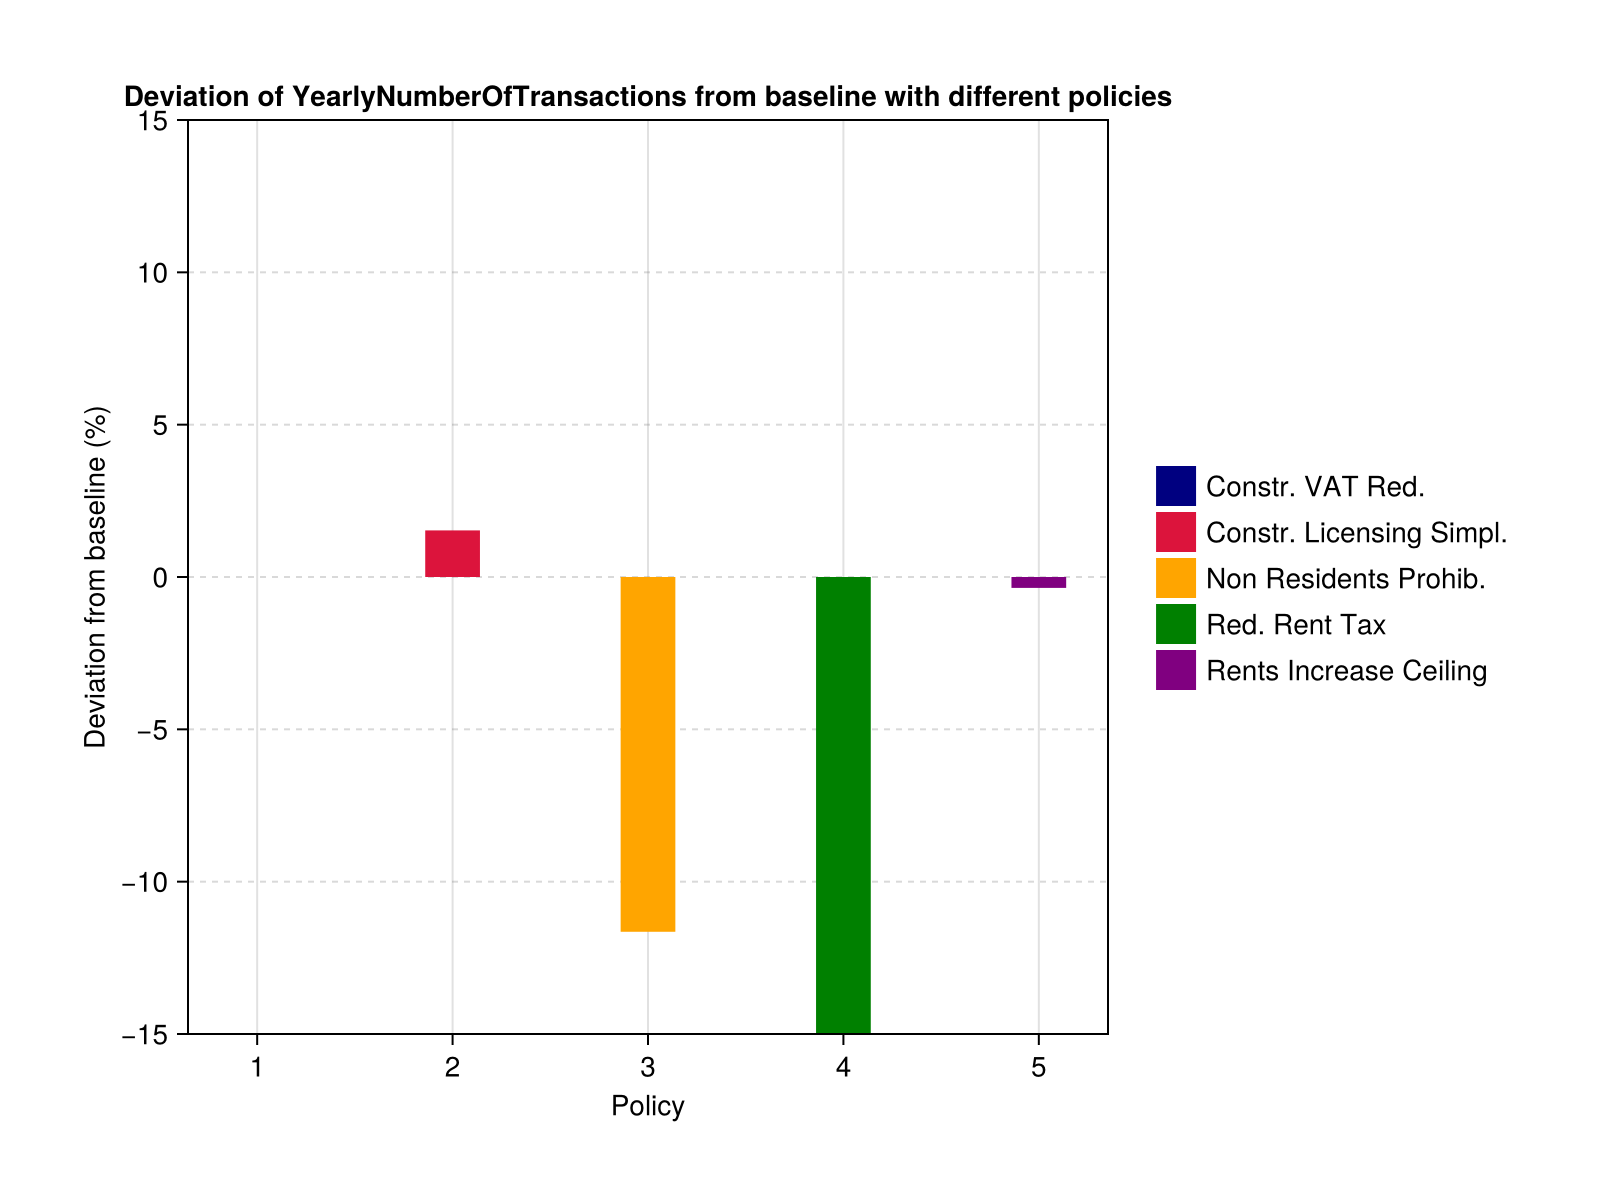 Deviation of YearlyNumberOfTransactions from baseline with different policies
15
10
5
0
−5
−10
−15
Deviation from baseline (%)
1 2 3 4 5
Policy
Constr. VAT Red.
Constr. Licensing Simpl.
Non Residents Prohib.
Red. Rent Tax
Rents Increase Ceiling